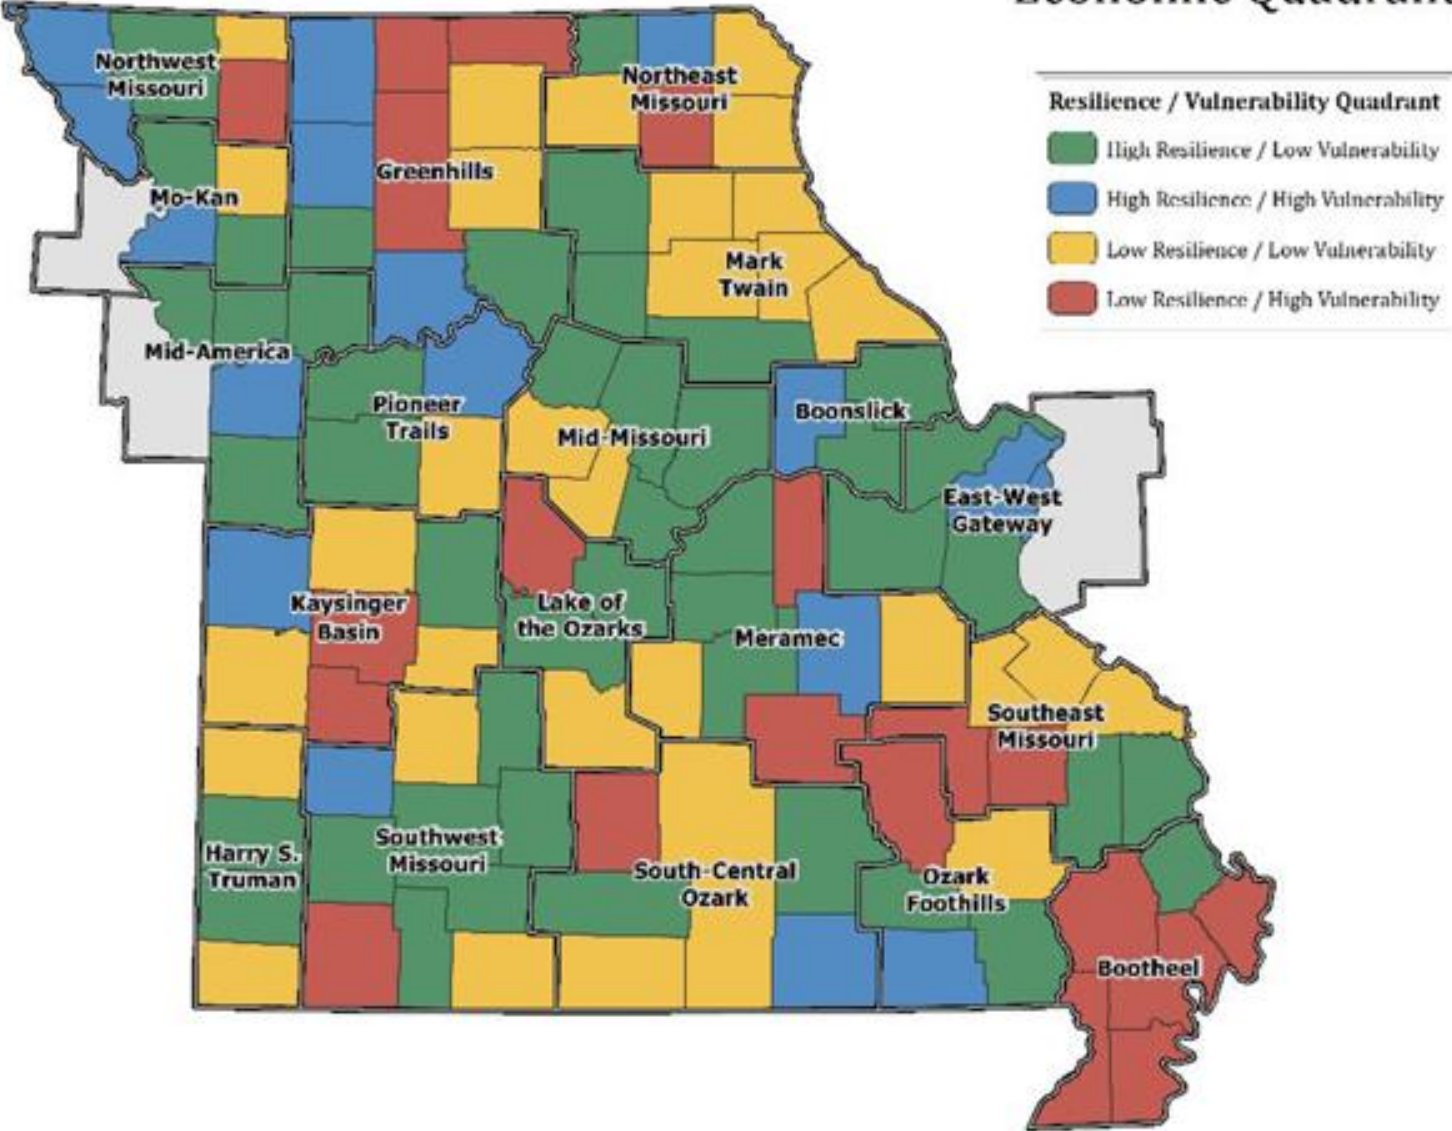 Economic Quadrant
Resilience / Vulnerability Quadrant
High Resilience / Low Vulnerability
High Resilience / High Vulnerability
Low Resilience / Low Vulnerability
Low Resilience / High Vulnerability
Northwest
Missouri
Northeast
Missouri
Greenhills
Mo-Kan
Mark
Twain
Mid-America
Pioneer
Trails
Mid-Missouri
Boonslick
East-West
Gateway
Kaysinger
Basin
Lake of
the Ozarks
Meramec
Southeast
Missouri
Harry S.
Truman
Southwest
Missouri
South-Central
Ozark
Ozark
Foothills
Bootheel